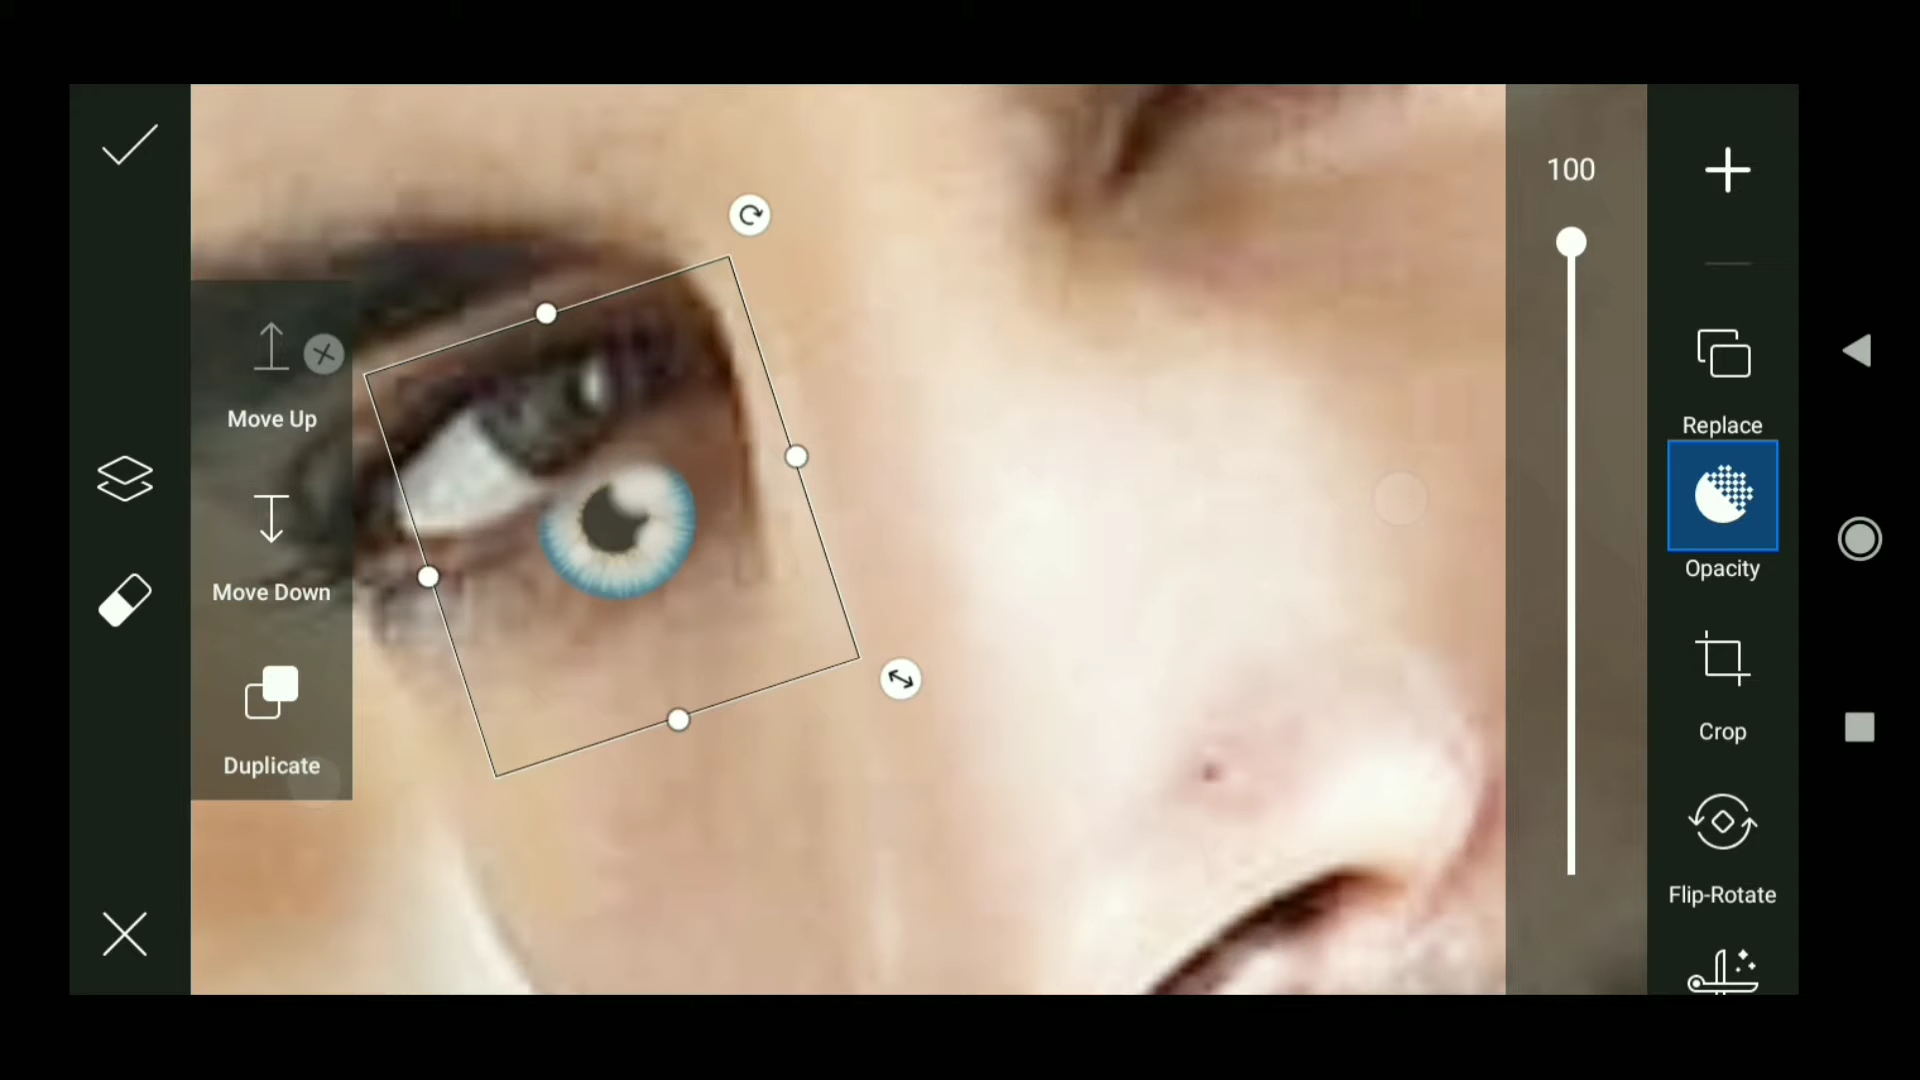 Move Up
Move Down
Duplicate
100
Replace
Opacity
Crop
Flip-Rotate